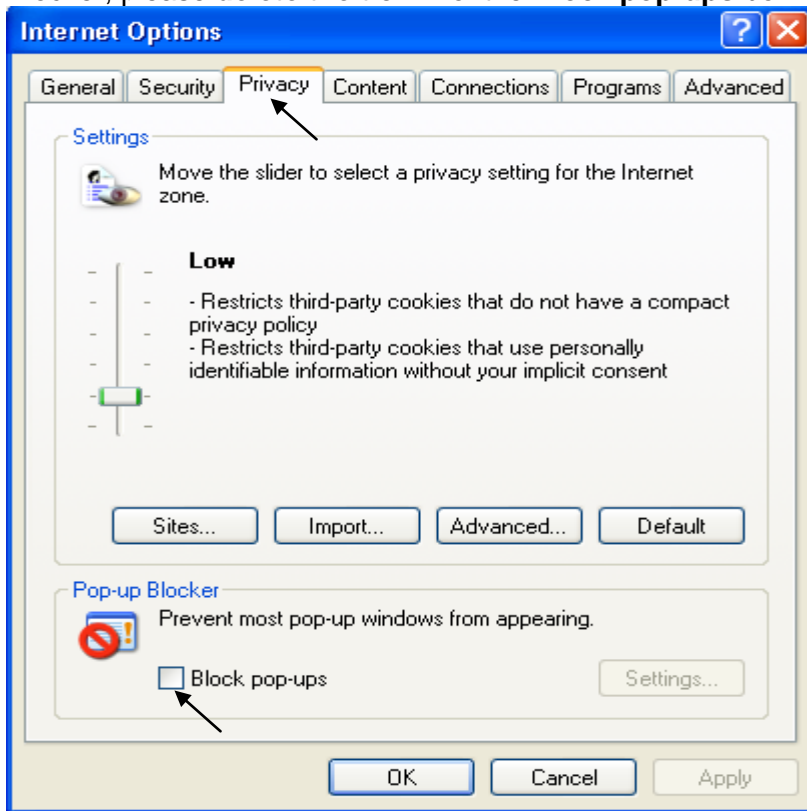 Internet Options
General Security Privacy Content Connections Programs Advanced
Settings
Move the slider to select a privacy setting for the Internet
zone.
Low
- Restricts third-party cookies that do not have a compact
privacy policy
- Restricts third-party cookies that use personally
identifiable information without your implicit consent
Sites... Import... Advanced... Default
Pop-up Blocker
Prevent most pop-up windows from appearing.
Block pop-ups Settings...
OK Cancel Apply